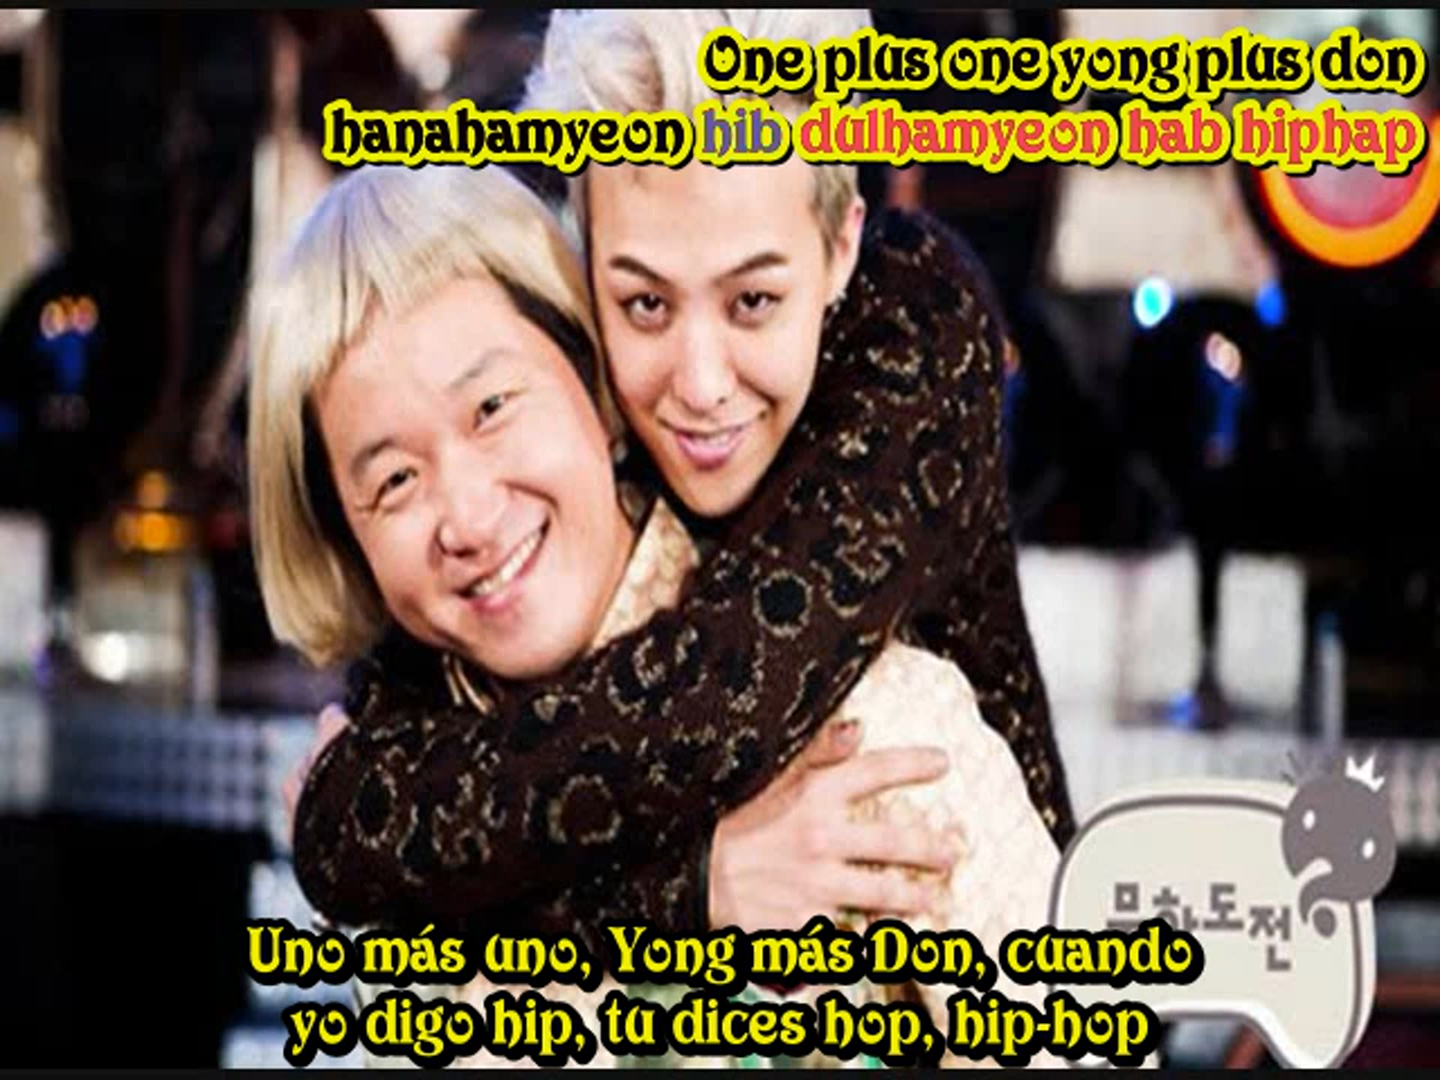 One plus one yong plus don
hanahamyeon hib dulhamyeon hab hiphap
무한도전
Uno más uno, Yong más Don, cuando
yo digo hip, tu dices hop, hip-hop